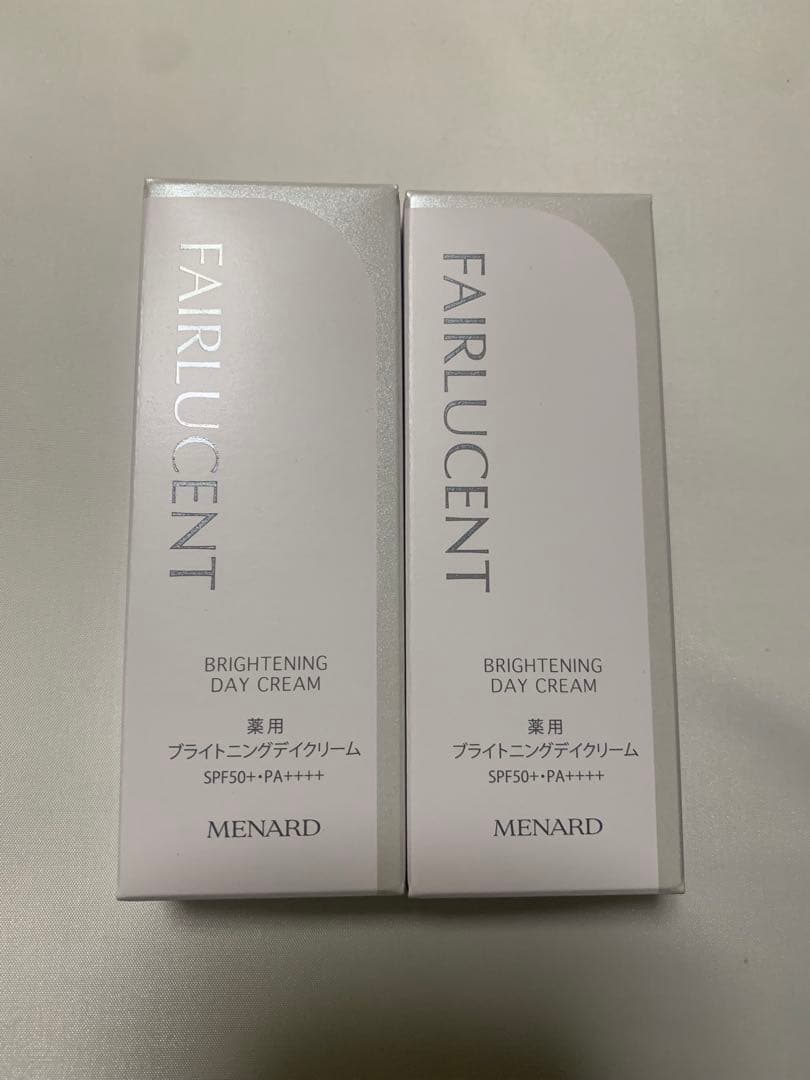 FAIRLUCENT
BRIGHTENING
DAY CREAM
薬用
ブライトニングデイクリーム
SPF50+・PA++++
MENARD
FAIRLUCENT
BRIGHTENING
DAY CREAM
薬用
ブライトニングデイクリーム
SPF50+・PA++++
MENARD